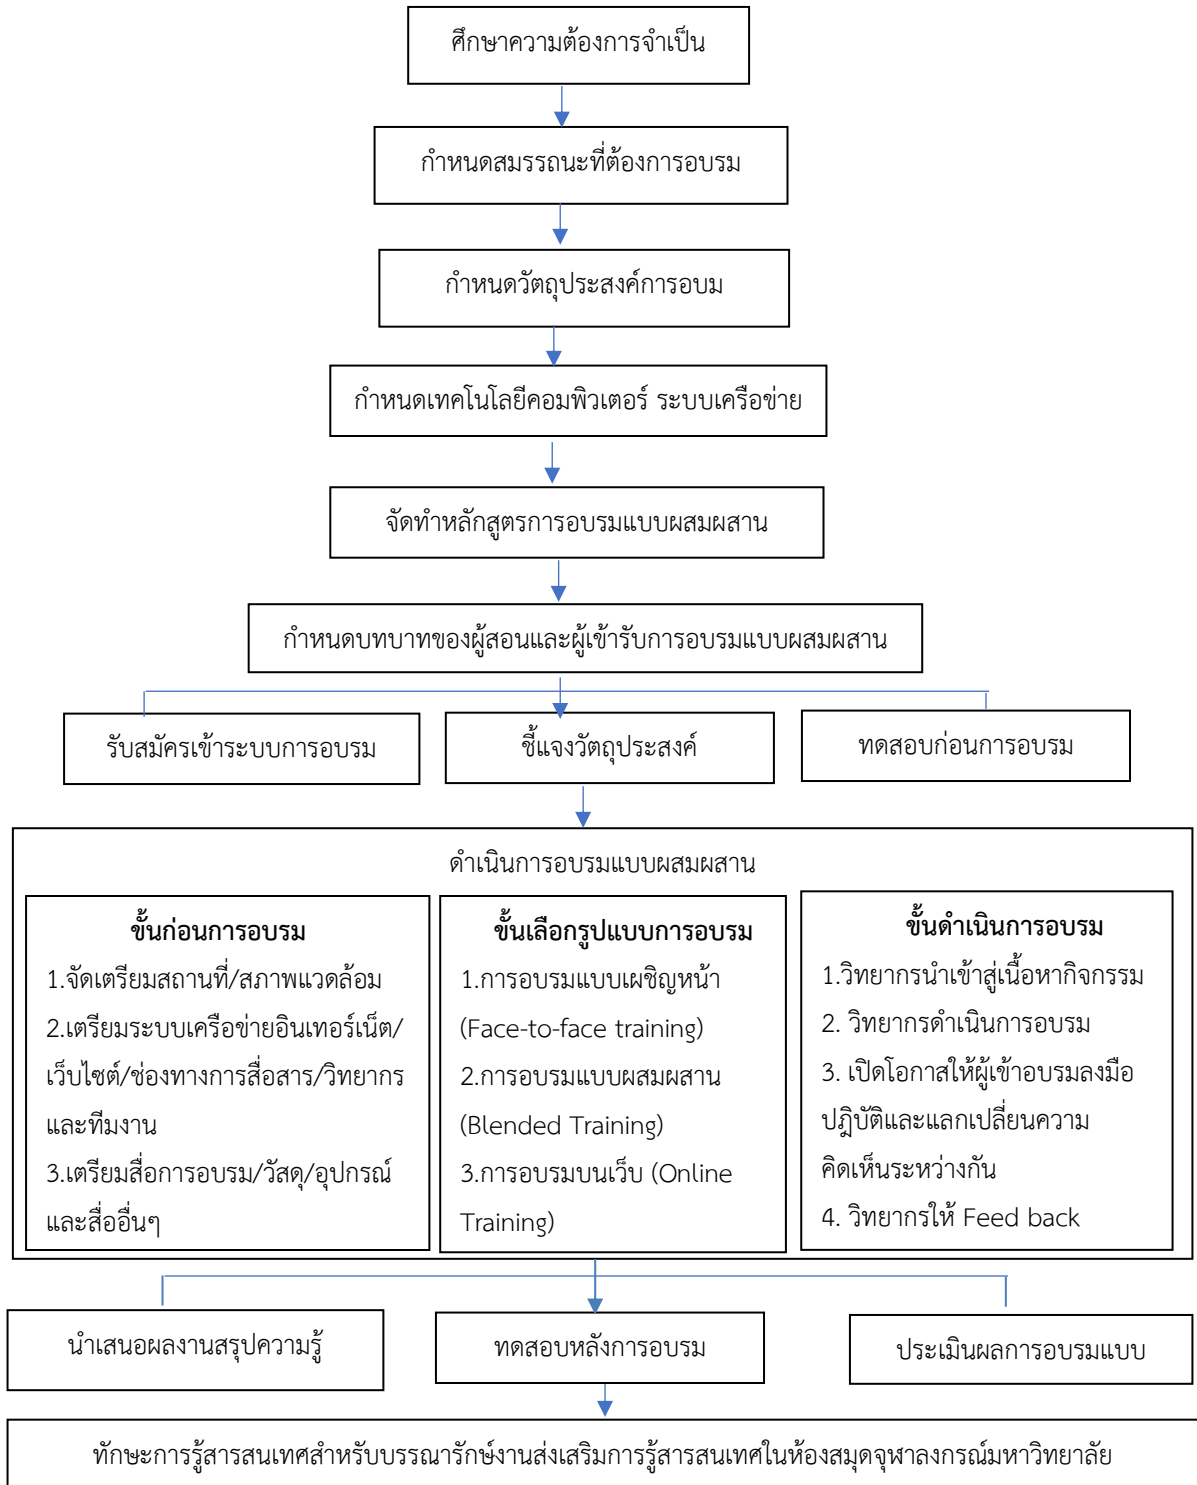 ศึกษาความต้องการจำเป็น
กำหนดสมรรถนะที่ต้องการอบรม
กำหนดวัตถุประสงค์การอบม
กำหนดเทคโนโลยีคอมพิวเตอร์ ระบบเครือข่าย
จัดทำหลักสูตรการอบรมแบบผสมผสาน
กำหนดบทบาทของผู้สอนและผู้เข้ารับการอบรมแบบผสมผสาน
รับสมัครเข้าระบบการอบรม
ชี้แจงวัตถุประสงค์
ทดสอบก่อนการอบรม
ดำเนินการอบรมแบบผสมผสาน
ขั้นก่อนการอบรม
1.จัดเตรียมสถานที่/สภาพแวดล้อม
2.เตรียมระบบเครือข่ายอินเทอร์เน็ต/
เว็บไซต์/ช่องทางการสื่อสาร/วิทยากร
และทีมงาน
3.เตรียมสื่อการอบรม/วัสดุ/อุปกรณ์
และสื่ออื่นๆ
ขั้นเลือกรูปแบบการอบรม
1.การอบรมแบบเผชิญหน้า
(Face-to-face training)
2.การอบรมแบบผสมผสาน
(Blended Training)
3.การอบรมบนเว็บ (Online
Training)
ขั้นดำเนินการอบรม
1.วิทยากรนำเข้าสู่เนื้อหากิจกรรม
2. วิทยากรดำเนินการอบรม
3. เปิดโอกาสให้ผู้เข้าอบรมลงมือ
ปฏิบัติและแลกเปลี่ยนความ
คิดเห็นระหว่างกัน
4. วิทยากรให้ Feed back
นำเสนอผลงานสรุปความรู้
ทดสอบหลังการอบรม
ประเมินผลการอบรมแบบ
ทักษะการรู้สารสนเทศสำหรับบรรณารักษ์งานส่งเสริมการรู้สารสนเทศในห้องสมุดจุฬาลงกรณ์มหาวิทยาลัย